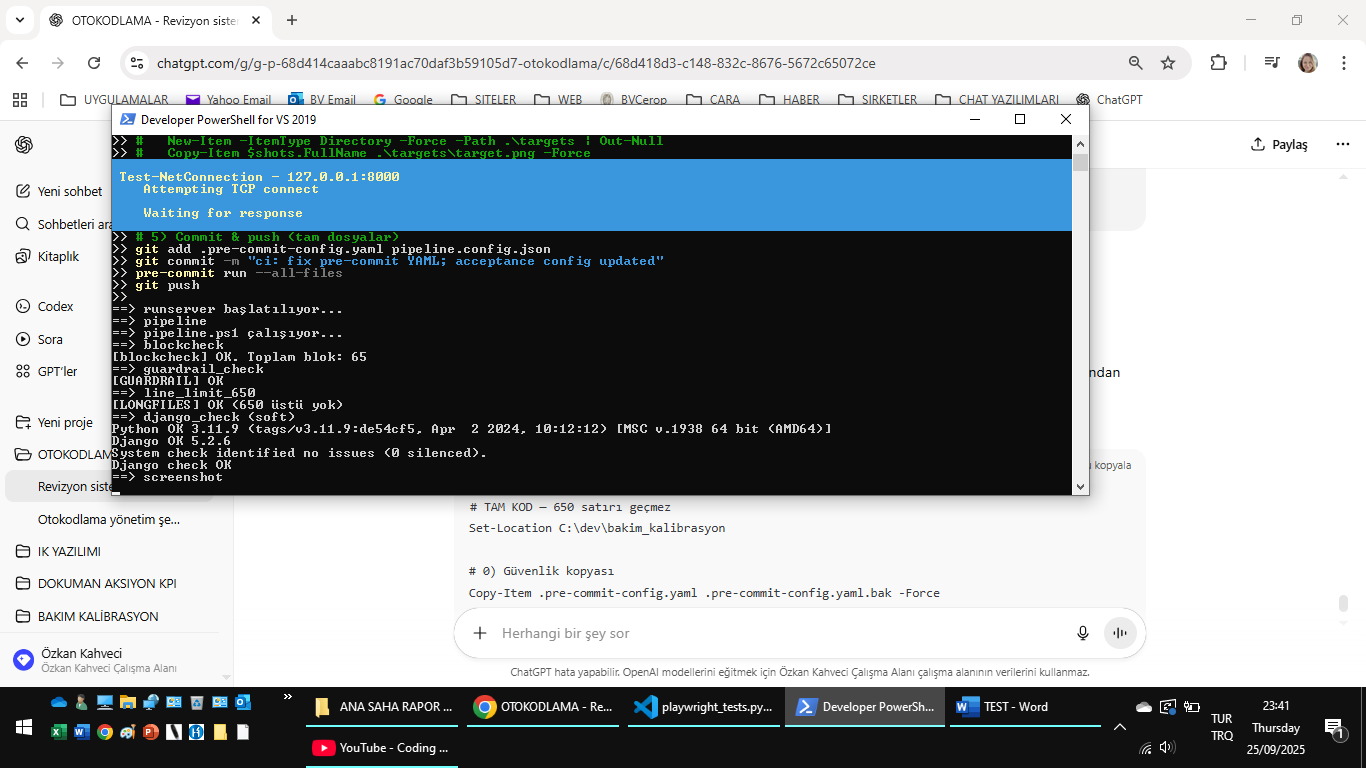 OTOKODLAMA - Revizyon siste
chatgpt.com/g/g-p-68d414caaabc8191ac70daf3b59105d7-otokodlama/c/68d418d3-c148-832c-8676-5672c65072ce
UYGULAMALAR
Yahoo Email
BV Email
Google
SITELER
WEB
BVCerop
CARA
HABER
SIRKETLER
CHAT YAZILIMLARI
ChatGPT
Paylaş
Yeni sohbet
Sohbetleri ara
Kitaplık
Codex
Sora
GPT'ler
Yeni proje
OTOKODLAM
Revizyon siste
Otokodlama yönetim şe...
IK YAZILIMI
DOKUMAN AKSIYON KPI
BAKIM KALİBRASYON
Özkan Kahveci
Özkan Kahveci Çalışma Alanı
Developer PowerShell for VS 2019
>> #   New-Item -ItemType Directory -Force -Path .\targets | Out-Null
>> #   Copy-Item $shots.FullName .\targets\target.png -Force
Test-NetConnection - 127.0.0.1:8000
Attempting TCP connect
Waiting for response
>> # 5) Commit & push (tam dosyalar)
>> git add .pre-commit-config.yaml pipeline.config.json
>> git commit -m "ci: fix pre-commit YAML; acceptance config updated"
>> pre-commit run --all-files
>> git push
>>
==> runserver başlatılıyor...
==> pipeline
==> pipeline.ps1 çalışıyor...
==> blockcheck
[blockcheck] OK. Toplam blok: 65
==> guardrail_check
[GUARDRAIL] OK
==> line_limit_650
[LONGFILES] OK (650 üstü yok)
==> django_check (soft)
Python OK 3.11.9 (tags/v3.11.9:de54cf5, Apr  2 2024, 10:12:12) [MSC v.1938 64 bit (AMD64)]
Django OK 5.2.6
System check identified no issues (0 silenced).
Django check OK
==> screenshot
ından
kopyala
# TAM KOD — 650 satırı geçmez
Set-Location C:\dev\bakim_kalibrasyon
# 0) Güvenlik kopyası
Copy-Item .pre-commit-config.yaml .pre-commit-config.yaml.bak -Force
Herhangi bir şey sor
ChatGPT hata yapabilir. OpenAI modellerini eğitmek için Özkan Kahveci Çalışma Alanı çalışma alanının verilerini kullanmaz.
ANA SAHA RAPOR ...
OTOKODLAMA - Re...
playwright_tests.py...
Developer PowerSh...
TEST - Word
YouTube - Coding ...
TUR
TRQ
23:41
Thursday
25/09/2025
1